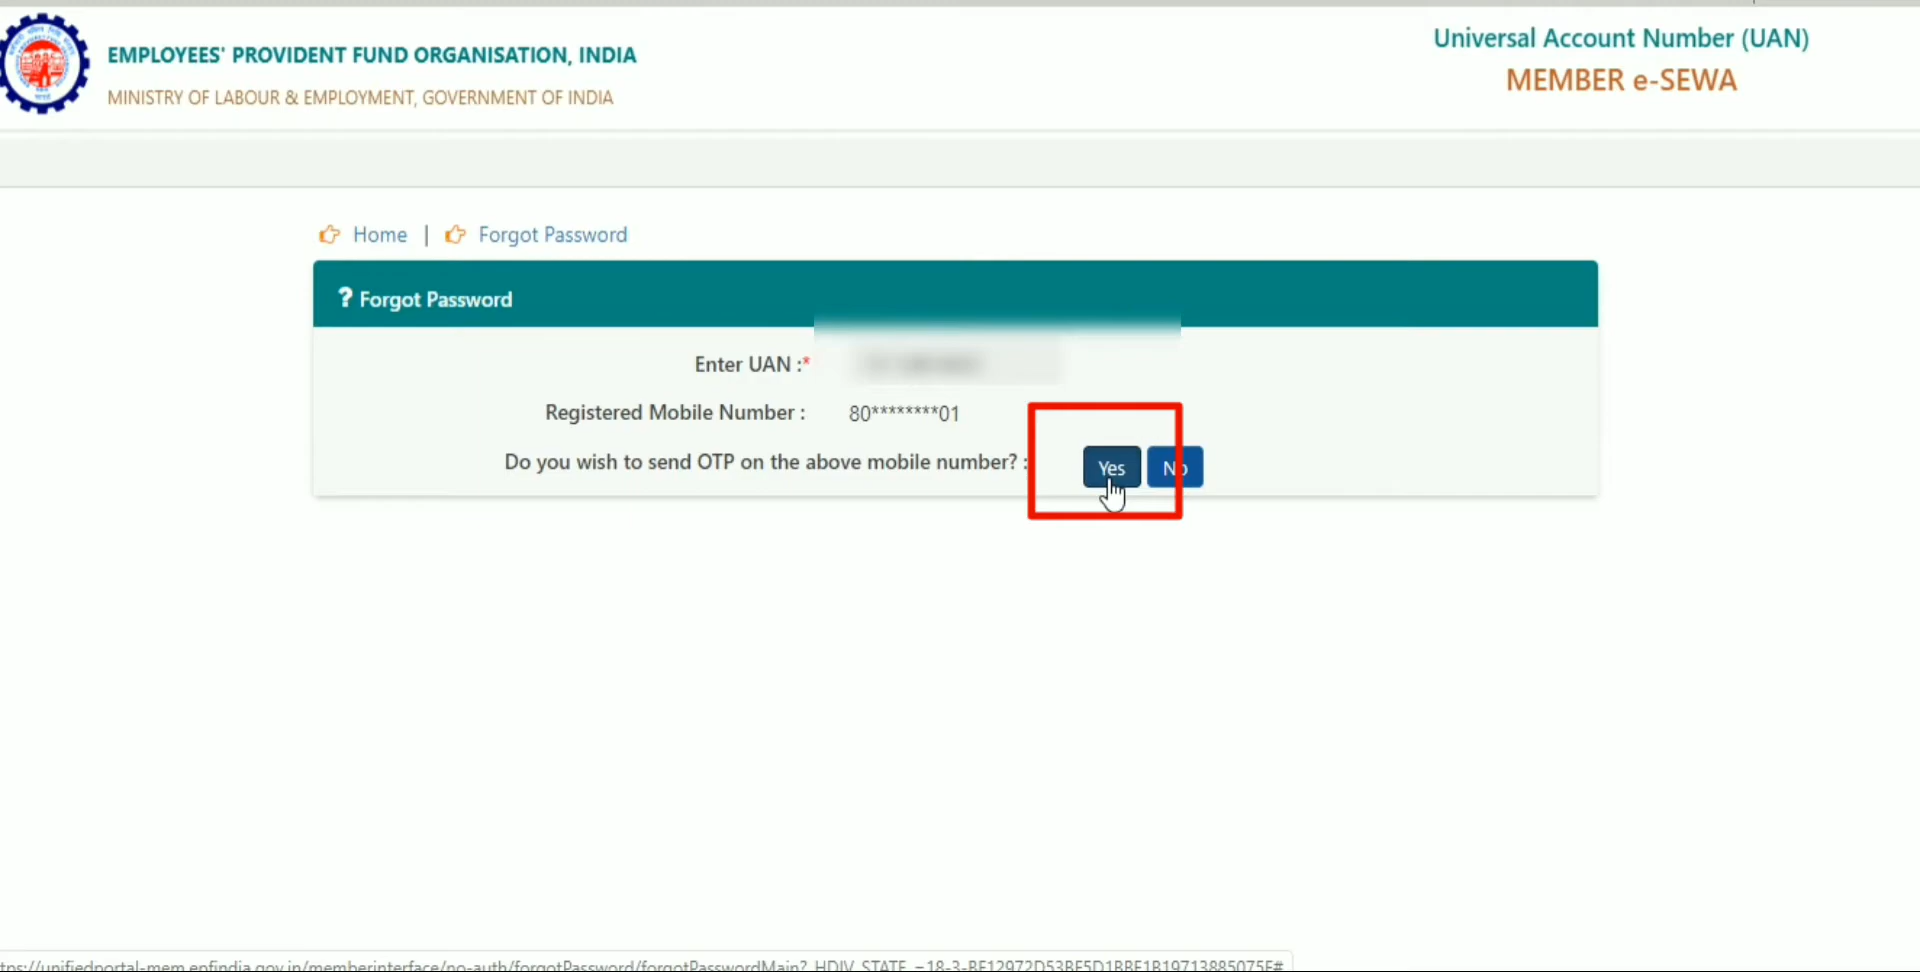 EMPLOYEES' PROVIDENT FUND ORGANISATION, INDIA
MINISTRY OF LABOUR & EMPLOYMENT, GOVERNMENT OF INDIA
Universal Account Number (UAN)
MEMBER e-SEWA
Home | Forgot Password
? Forgot Password
Enter UAN :*
Registered Mobile Number : 80********01
Do you wish to send OTP on the above mobile number? : Yes No